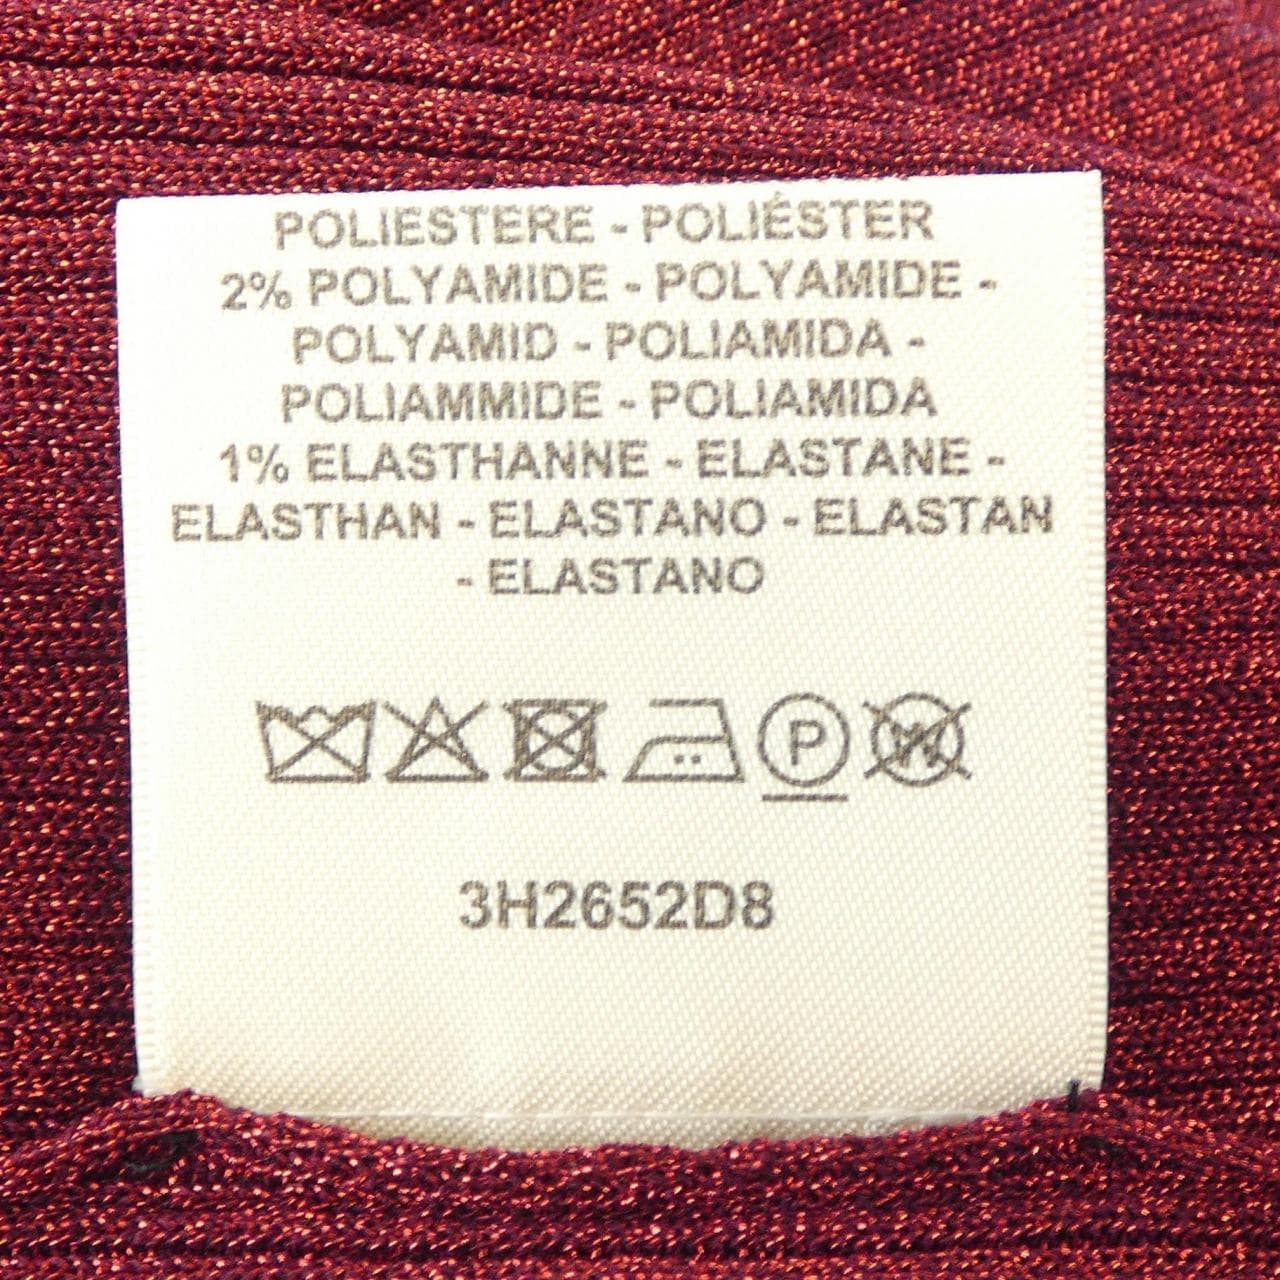 POLIESTERE - POLIÉSTER
2% POLYAMIDE - POLYAMIDE -
POLYAMID - POLIAMIDA -
POLIAMMIDE - POLIAMIDA
1% ELASTHANNE - ELASTANE -
ELASTHAN - ELASTANO - ELASTAN
- ELASTANO
P W
3H2652D8